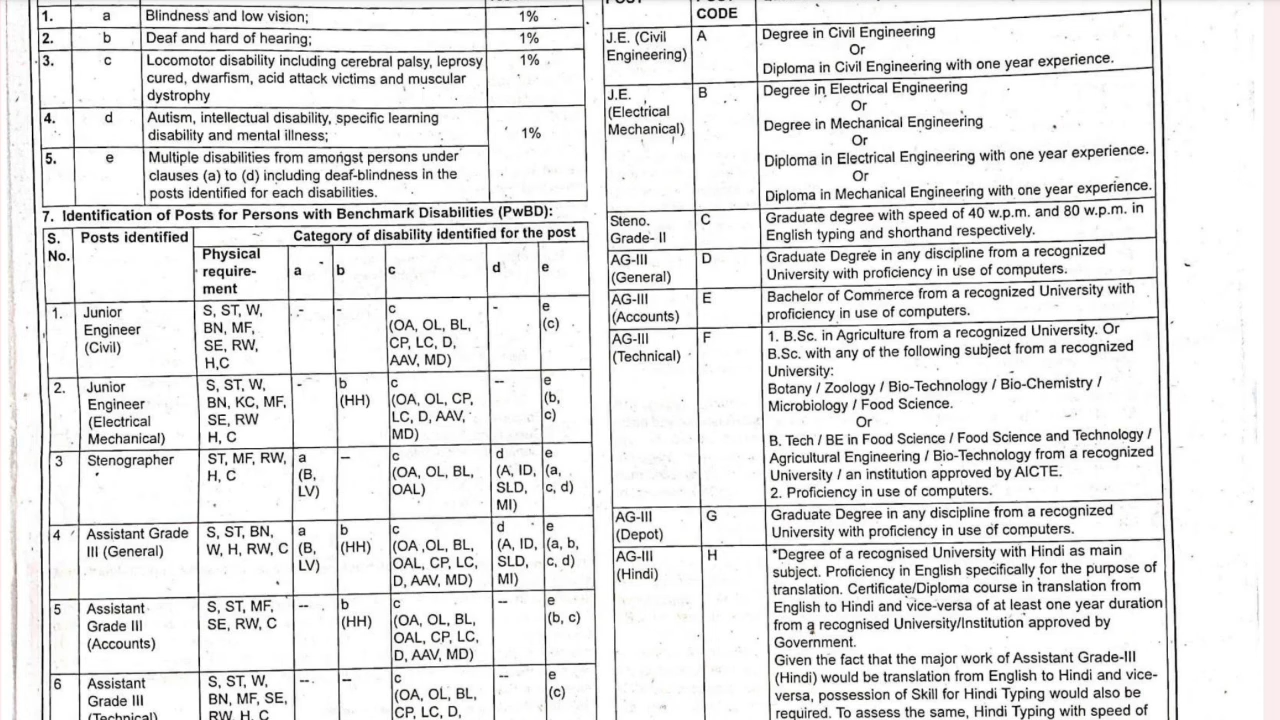 1. a Blindness and low vision; 1%
2. b Deaf and hard of hearing; 1%
3. c Locomotor disability including cerebral palsy, leprosy 1%
cured, dwarfism, acid attack victims and muscular
dystrophy
4. d Autism, intellectual disability, specific learning
disability and mental illness; 1%
5. e Multiple disabilities from amongst persons under
clauses (a) to (d) including deaf-blindness in the
posts identified for each disabilities.
7. Identification of Posts for Persons with Benchmark Disabilities (PwBD):
S. Posts identified Category of disability identified for the post
No.
Physical
require- a b c d e
ment
1. Junior S, ST, W, - - c - e
Engineer BN, MF, (OA, OL, BL, (c)
(Civil) SE, RW, CP, LC, D,
H,C AAV, MD)
2. Junior S, ST, W, - b c -- e
Engineer BN, KC, MF, (HH) (OA, OL, CP, (b,
(Electrical SE, RW LC, D, AAV, c)
Mechanical) H, C MD)
3 Stenographer ST, MF, RW, a -- c d e
H, C (B, (OA, OL, BL, (A, ID, (a,
LV) OAL) SLD, c, d)
MI)
4 Assistant Grade S, ST, BN, a b c d e
III (General) W, H, RW, C (B, (HH) (OA ,OL, BL, (A, ID, (a, b,
LV) OAL, CP, LC, SLD, c, d)
D, AAV, MD) MI)
5 Assistant S, ST, MF, -- b c -- e
Grade III SE, RW, C (HH) (OA, OL, BL, (b, c)
(Accounts) OAL, CP, LC,
D, AAV, MD)
6 Assistant S, ST, W, -- -- c -- e
Grade III BN, MF, SE, (OA, OL, BL, (c)
(Technical) RW, H, C CP, LC, D,
CODE
J.E. (Civil A Degree in Civil Engineering
Engineering) Or
Diploma in Civil Engineering with one year experience.
J.E. B Degree in Electrical Engineering
(Electrical Or
Mechanical) Degree in Mechanical Engineering
Or
Diploma in Electrical Engineering with one year experience.
Or
Diploma in Mechanical Engineering with one year experience.
Steno. C Graduate degree with speed of 40 w.p.m. and 80 w.p.m. in
Grade- II English typing and shorthand respectively.
AG-III D Graduate Degree in any discipline from a recognized
(General) University with proficiency in use of computers.
AG-III E Bachelor of Commerce from a recognized University with
(Accounts) proficiency in use of computers.
AG-III F 1. B.Sc. in Agriculture from a recognized University. Or
(Technical) B.Sc. with any of the following subject from a recognized
University:
Botany / Zoology / Bio-Technology / Bio-Chemistry /
Microbiology / Food Science.
Or
B. Tech / BE in Food Science / Food Science and Technology /
Agricultural Engineering / Bio-Technology from a recognized
University / an institution approved by AICTE.
2. Proficiency in use of computers.
AG-III G Graduate Degree in any discipline from a recognized
(Depot) University with proficiency in use of computers.
AG-III H *Degree of a recognised University with Hindi as main
(Hindi) subject. Proficiency in English specifically for the purpose of
translation. Certificate/Diploma course in translation from
English to Hindi and vice-versa of at least one year duration
from a recognised University/Institution approved by
Government.
Given the fact that the major work of Assistant Grade-III
(Hindi) would be translation from English to Hindi and vice-
versa, possession of Skill for Hindi Typing would also be
required. To assess the same, Hindi Typing with speed of